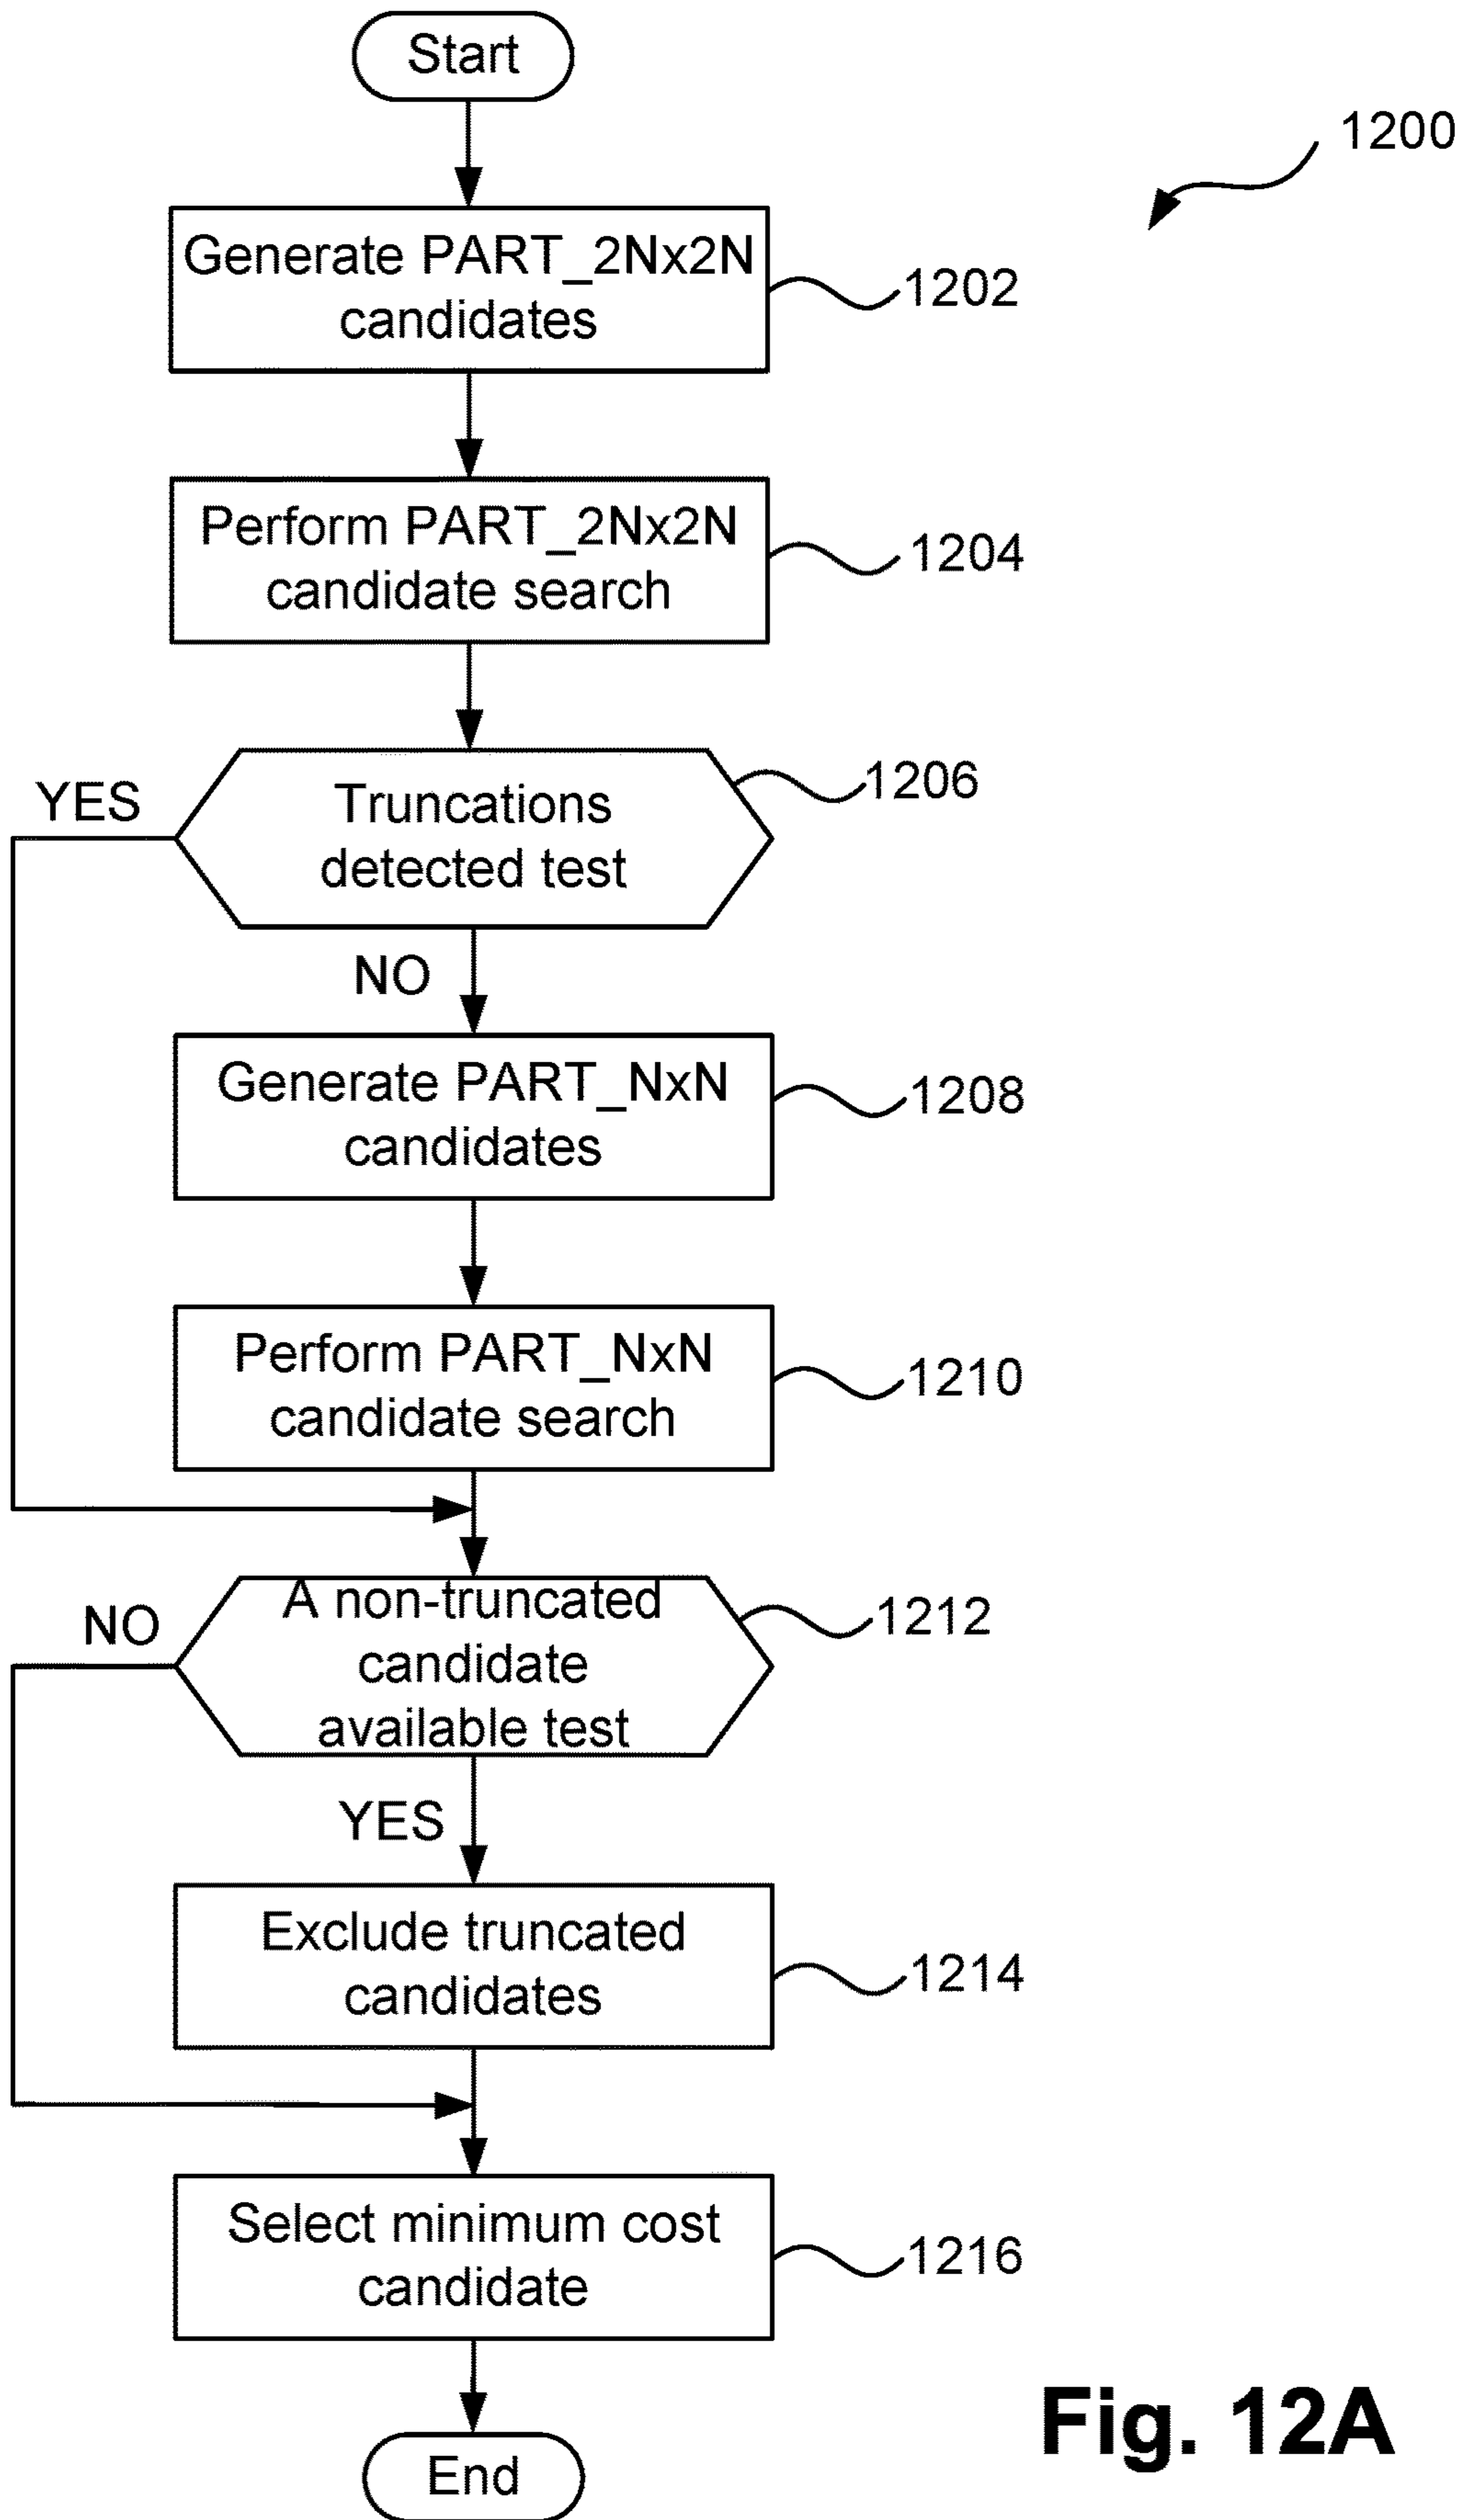 Start
1200
Generate PART_2Nx2N
candidates
1202
Perform PART_2Nx2N
candidate search
1204
YES
Truncations
detected test
1206
NO
Generate PART_NxN
candidates
1208
Perform PART_NxN
candidate search
1210
NO
A non-truncated
candidate
available test
1212
YES
Exclude truncated
candidates
1214
Select minimum cost
candidate
1216
End
Fig. 12A